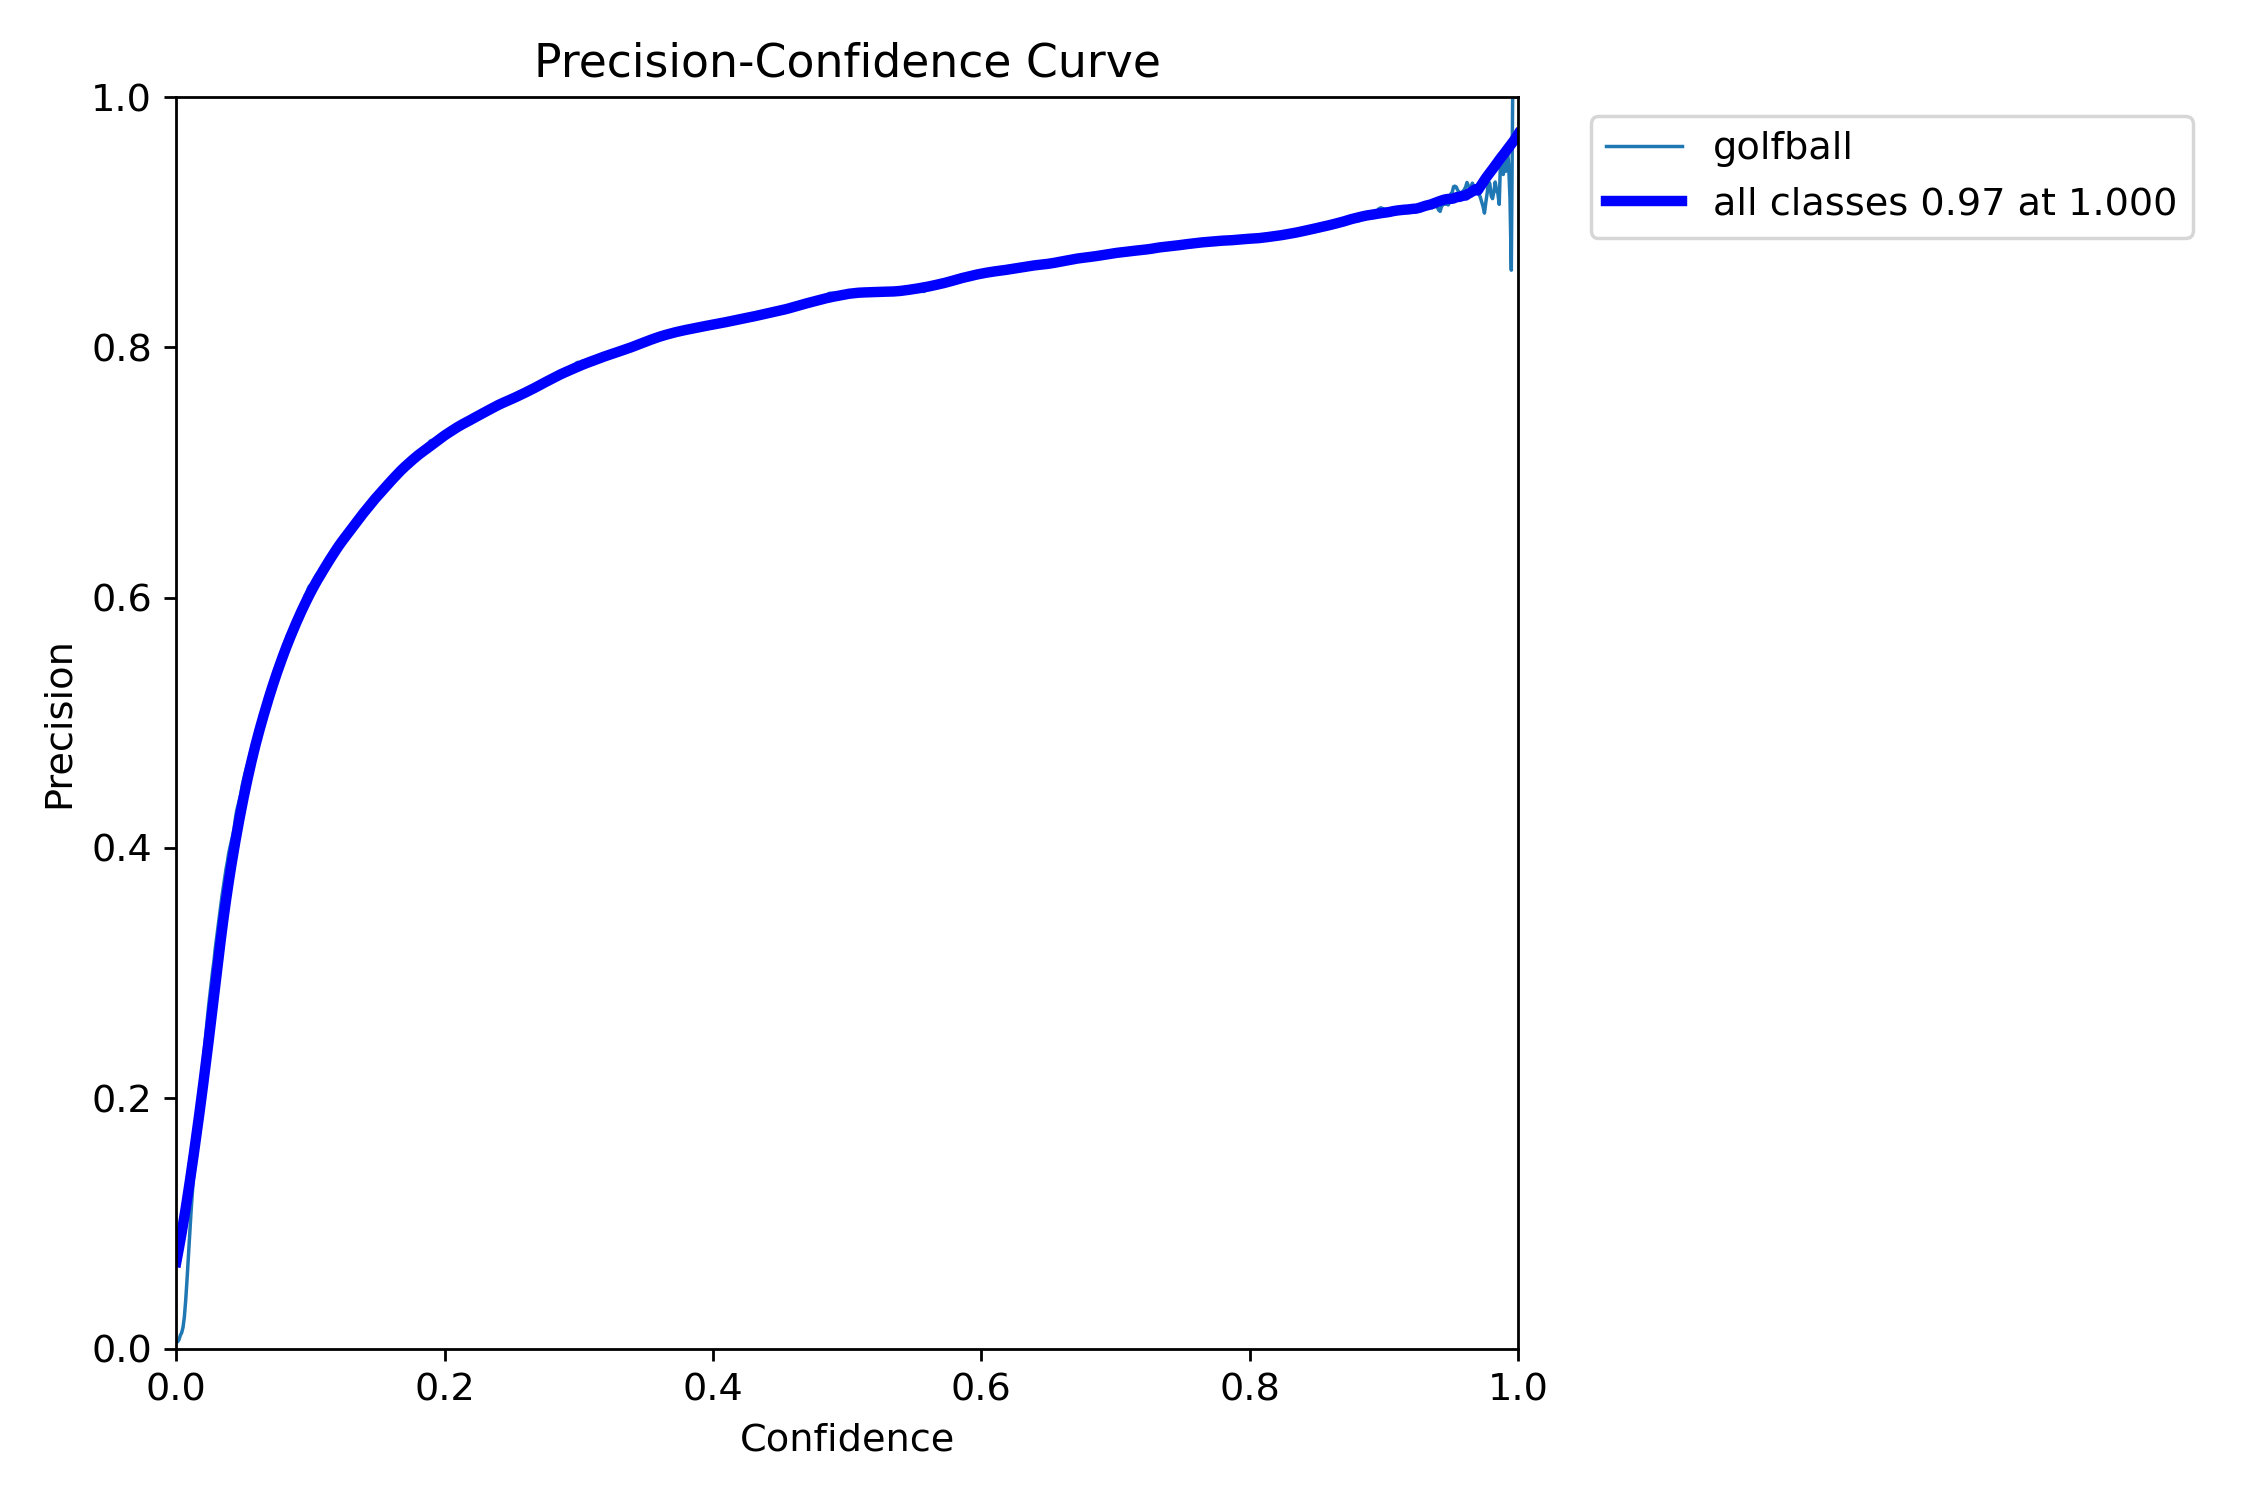 Precision-Confidence Curve
1.0
0.8
0.6
0.4
0.2
0.0
Precision
0.0 0.2 0.4 0.6 0.8 1.0
Confidence
golfball
all classes 0.97 at 1.000